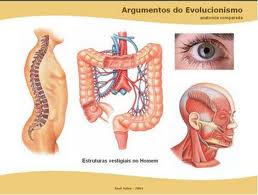 Argumentos do Evolucionismo
anatomia comparada
Estruturas vestigiais no Homem